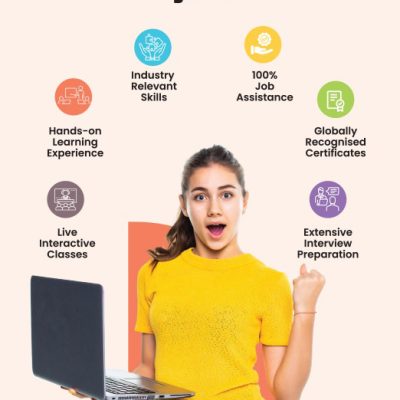 Industry
Relevant
Skills
100%
Job
Assistance
Hands-on
Learning
Experience
Globally
Recognised
Certificates
Live
Interactive
Classes
Extensive
Interview
Preparation